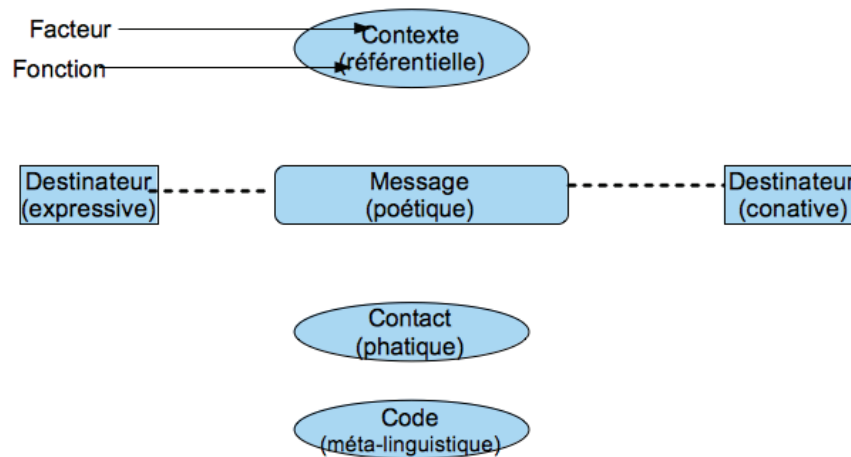 Facteur
Fonction
Contexte
(référentielle)
Destinateur
(expressive)
Message
(poétique)
Destinateur
(conative)
Contact
(phatique)
Code
(méta-linguistique)